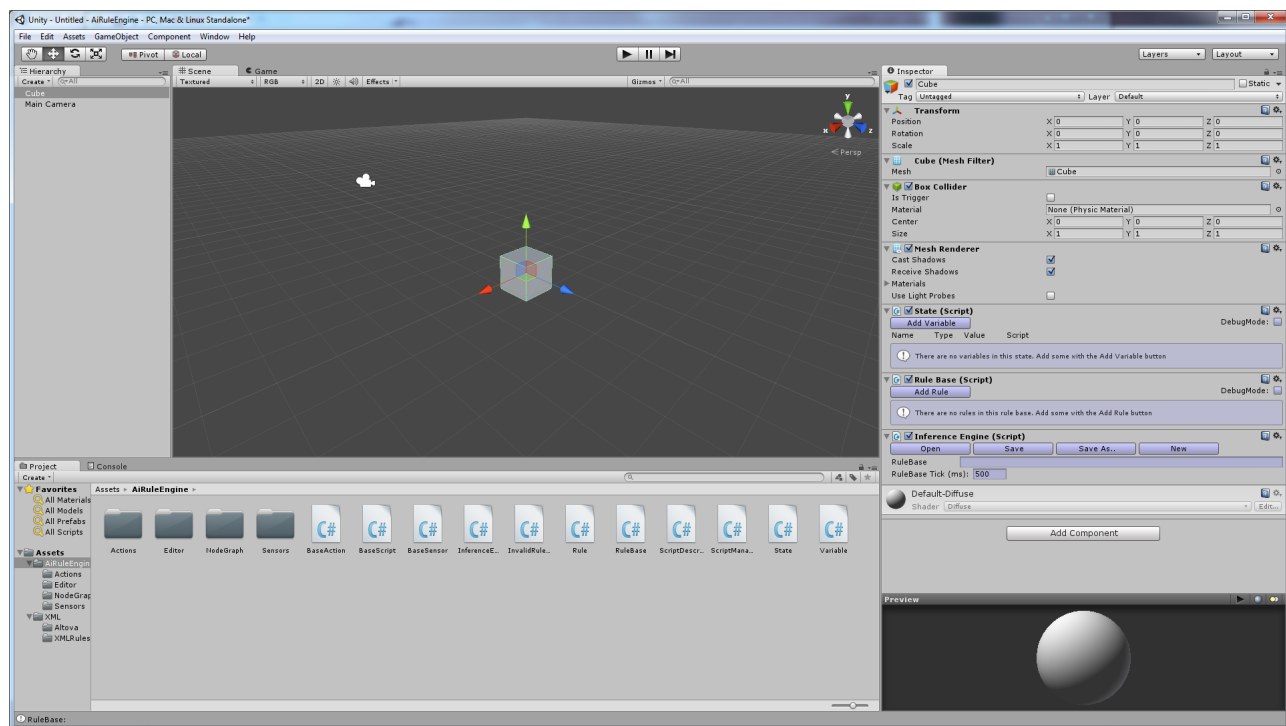 Unity - Untitled - AiRuleEngine - PC, Mac & Linux Standalone*
File Edit Assets GameObject Component Window Help
Pivot Local Layers Layout
Hierarchy
Create All
Cube
Main Camera
Scene Game
Textured RGB 2D Effects Gizmos All
y
x z
Persp
Inspector
Cube Static
Tag Untagged Layer Default
Transform
Position X 0 Y 0 Z 0
Rotation X 0 Y 0 Z 0
Scale X 1 Y 1 Z 1
Cube (Mesh Filter)
Mesh Cube
Box Collider
Is Trigger
Material None (Physic Material)
Center X 0 Y 0 Z 0
Size X 1 Y 1 Z 1
Mesh Renderer
Cast Shadows
Receive Shadows
Materials
Use Light Probes
State (Script)
Add Variable DebugMode:
Name Type Value Script
There are no variables in this state. Add some with the Add Variable button
Rule Base (Script)
Add Rule DebugMode:
There are no rules in this rule base. Add some with the Add Rule button
Inference Engine (Script)
Open Save Save As.. New
RuleBase
RuleBase Tick (ms): 500
Default-Diffuse
Shader Diffuse Edit...
Add Component
Preview
Project Console
Create
Favorites
All Materials
All Models
All Prefabs
All Scripts
Assets
AiRuleEngin
Actions
Editor
NodeGrap
Sensors
XML
Altova
XMLRules
Assets AiRuleEngine
C# C# C# C# C# C# C# C# C# C# C#
Actions Editor NodeGraph Sensors BaseAction BaseScript BaseSensor InferenceE... InvalidRule... Rule RuleBase ScriptDescr... ScriptMana... State Variable
RuleBase: